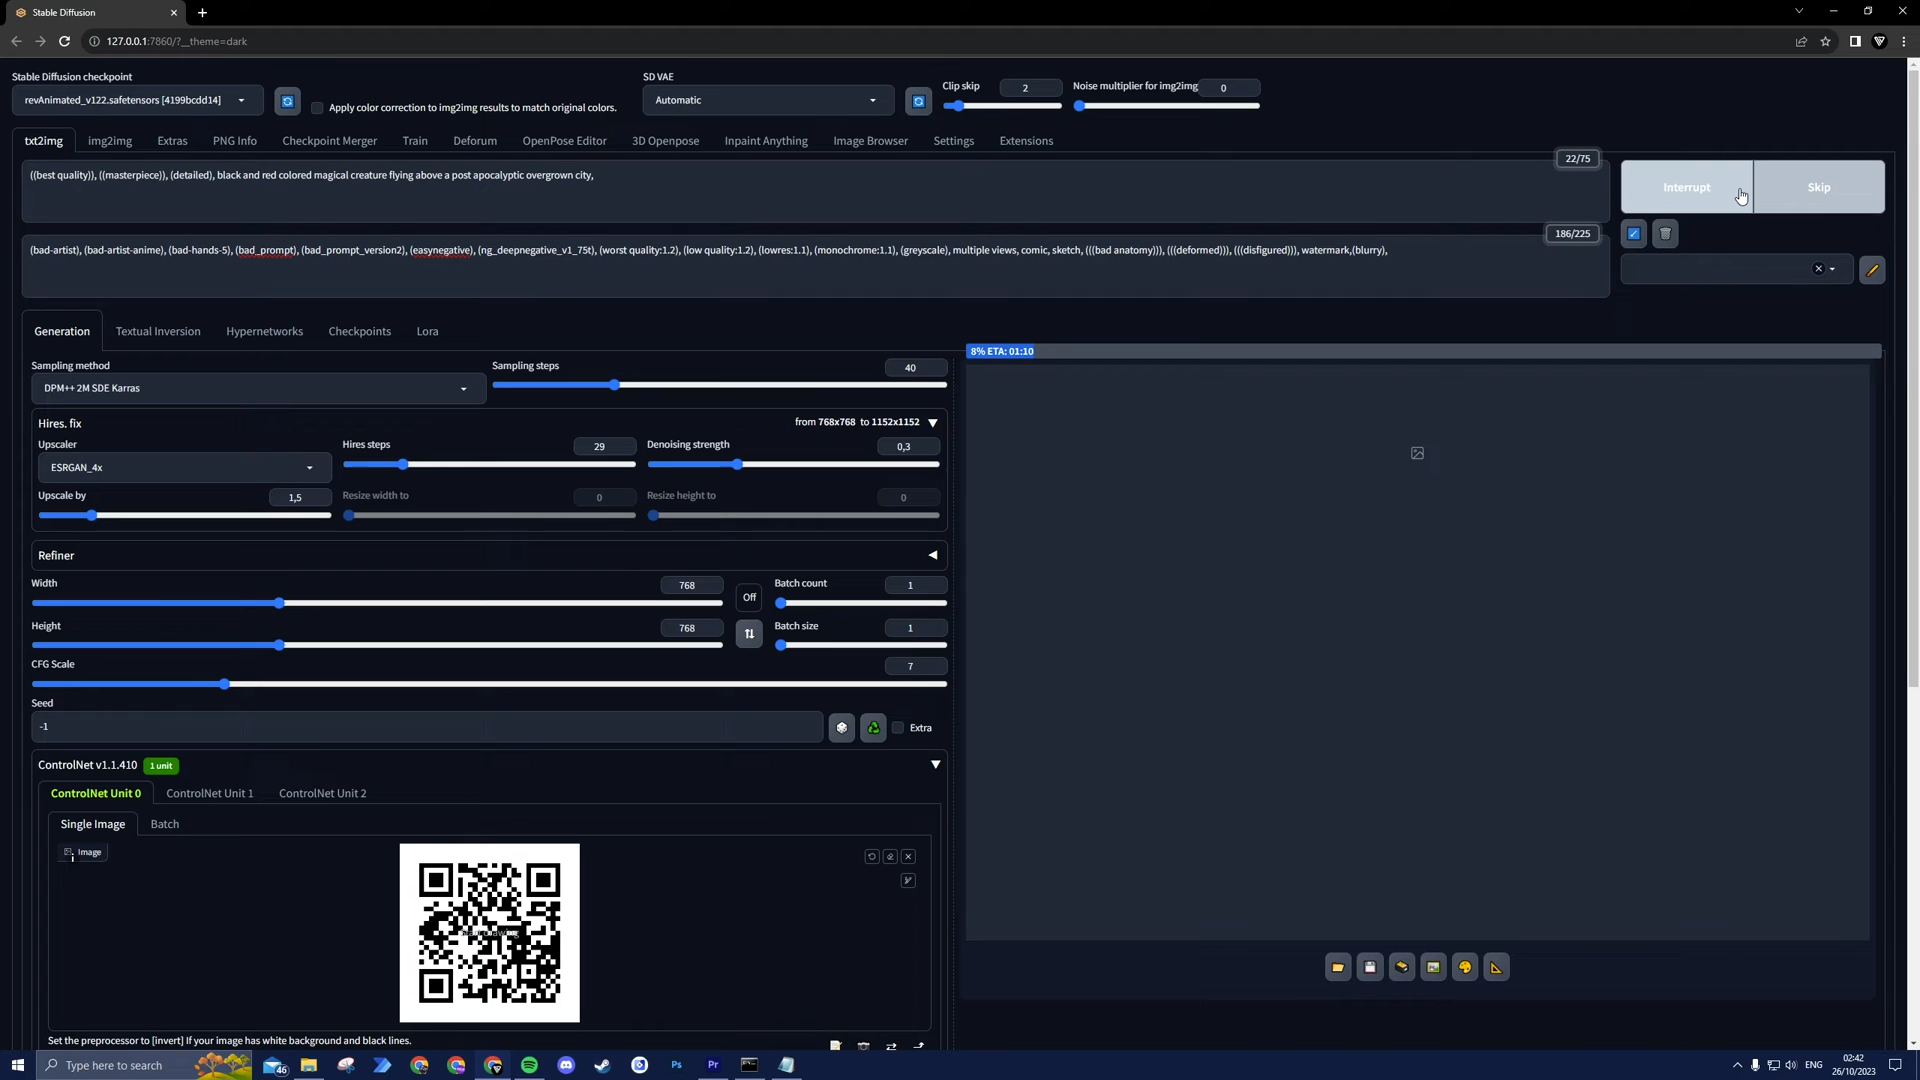 Stable Diffusion
127.0.0.1:7860/?__theme=dark
Stable Diffusion checkpoint
revAnimated_v122.safetensors [4199bcdd14]
Apply color correction to img2img results to match original colors.
SD VAE
Automatic
Clip skip
2
Noise multiplier for img2img
0
txt2img
img2img
Extras
PNG Info
Checkpoint Merger
Train
Deforum
OpenPose Editor
3D Openpose
Inpaint Anything
Image Browser
Settings
Extensions
22/75
((best quality)), ((masterpiece)), (detailed), black and red colored magical creature flying above a post apocalyptic overgrown city,
Interrupt
Skip
186/225
(bad-artist), (bad-artist-anime), (bad-hands-5), (bad_prompt), (bad_prompt_version2), (easynegative), (ng_deepnegative_v1_75t), (worst quality:1.2), (low quality:1.2), (lowres:1.1), (monochrome:1.1), (greyscale), multiple views, comic, sketch, (((bad anatomy))), (((deformed))), (((disfigured))), watermark,(blurry),
Generation
Textual Inversion
Hypernetworks
Checkpoints
Lora
8% ETA: 01:10
Sampling method
DPM++ 2M SDE Karras
Sampling steps
40
Hires. fix
from 768x768 to 1152x1152
Upscaler
ESRGAN_4x
Hires steps
29
Denoising strength
0,3
Upscale by
1,5
Resize width to
0
Resize height to
0
Refiner
Width
768
Off
Batch count
1
Height
768
Batch size
1
CFG Scale
7
Seed
-1
Extra
ControlNet v1.1.410
1 unit
ControlNet Unit 0
ControlNet Unit 1
ControlNet Unit 2
Single Image
Batch
Image
Set the preprocessor to [invert] If your image has white background and black lines.
Type here to search
46
Ps
Pr
ENG
02:42
26/10/2023